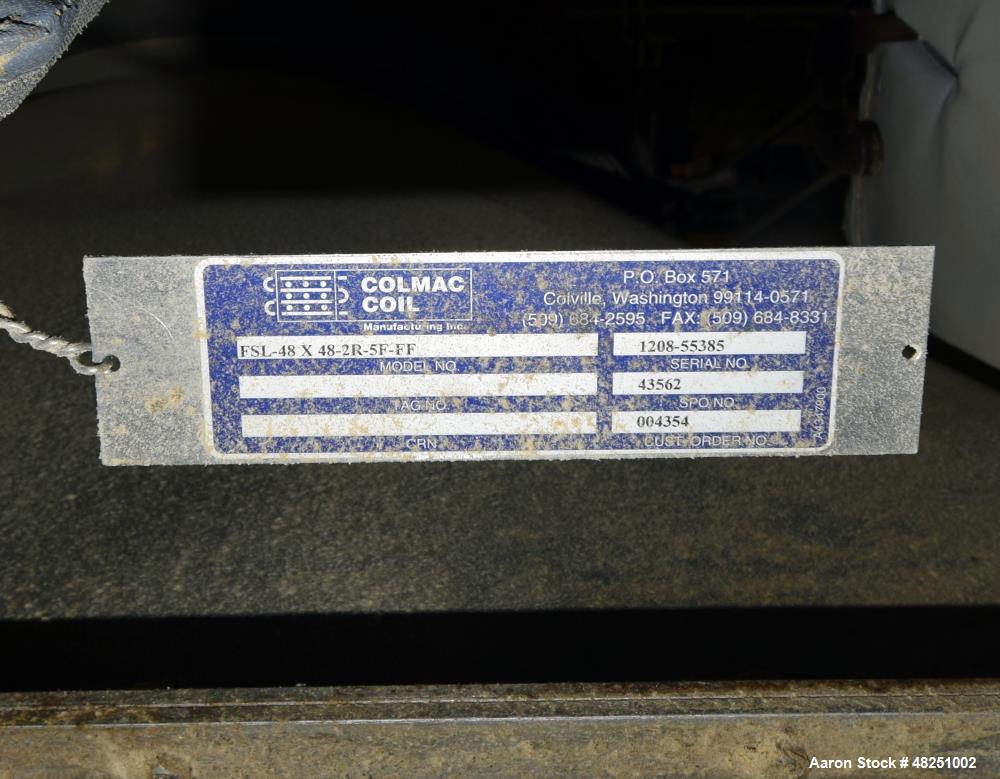 COLMAC
COIL
Manufacturing Inc.
P.O. Box 571
Colville, Washington 99114-0571
(509) 684-2595 FAX: (509) 684-8331
FSL-48 X 48-2R-5F-FF
MODEL NO.
1208-55385
SERIAL NO.
TAG NO.
43562
SPO NO.
CRN
004354
CUST. ORDER NO.
A4347900
Aaron Stock # 48251002